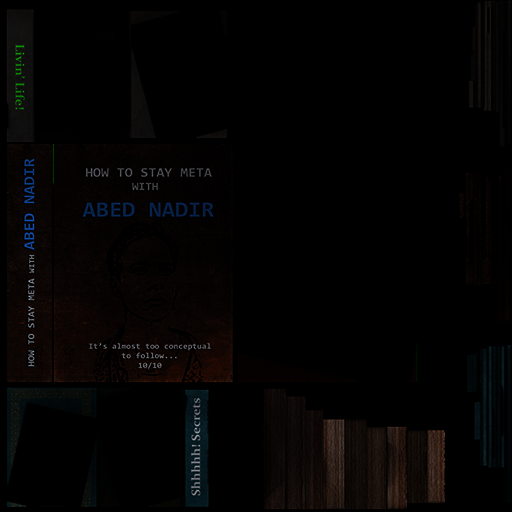 Livin' Life!
HOW TO STAY META WITH ABED NADIR
HOW TO STAY META
WITH
ABED NADIR
It's almost too conceptual
to follow...
10/10
Shhhhh! Secrets